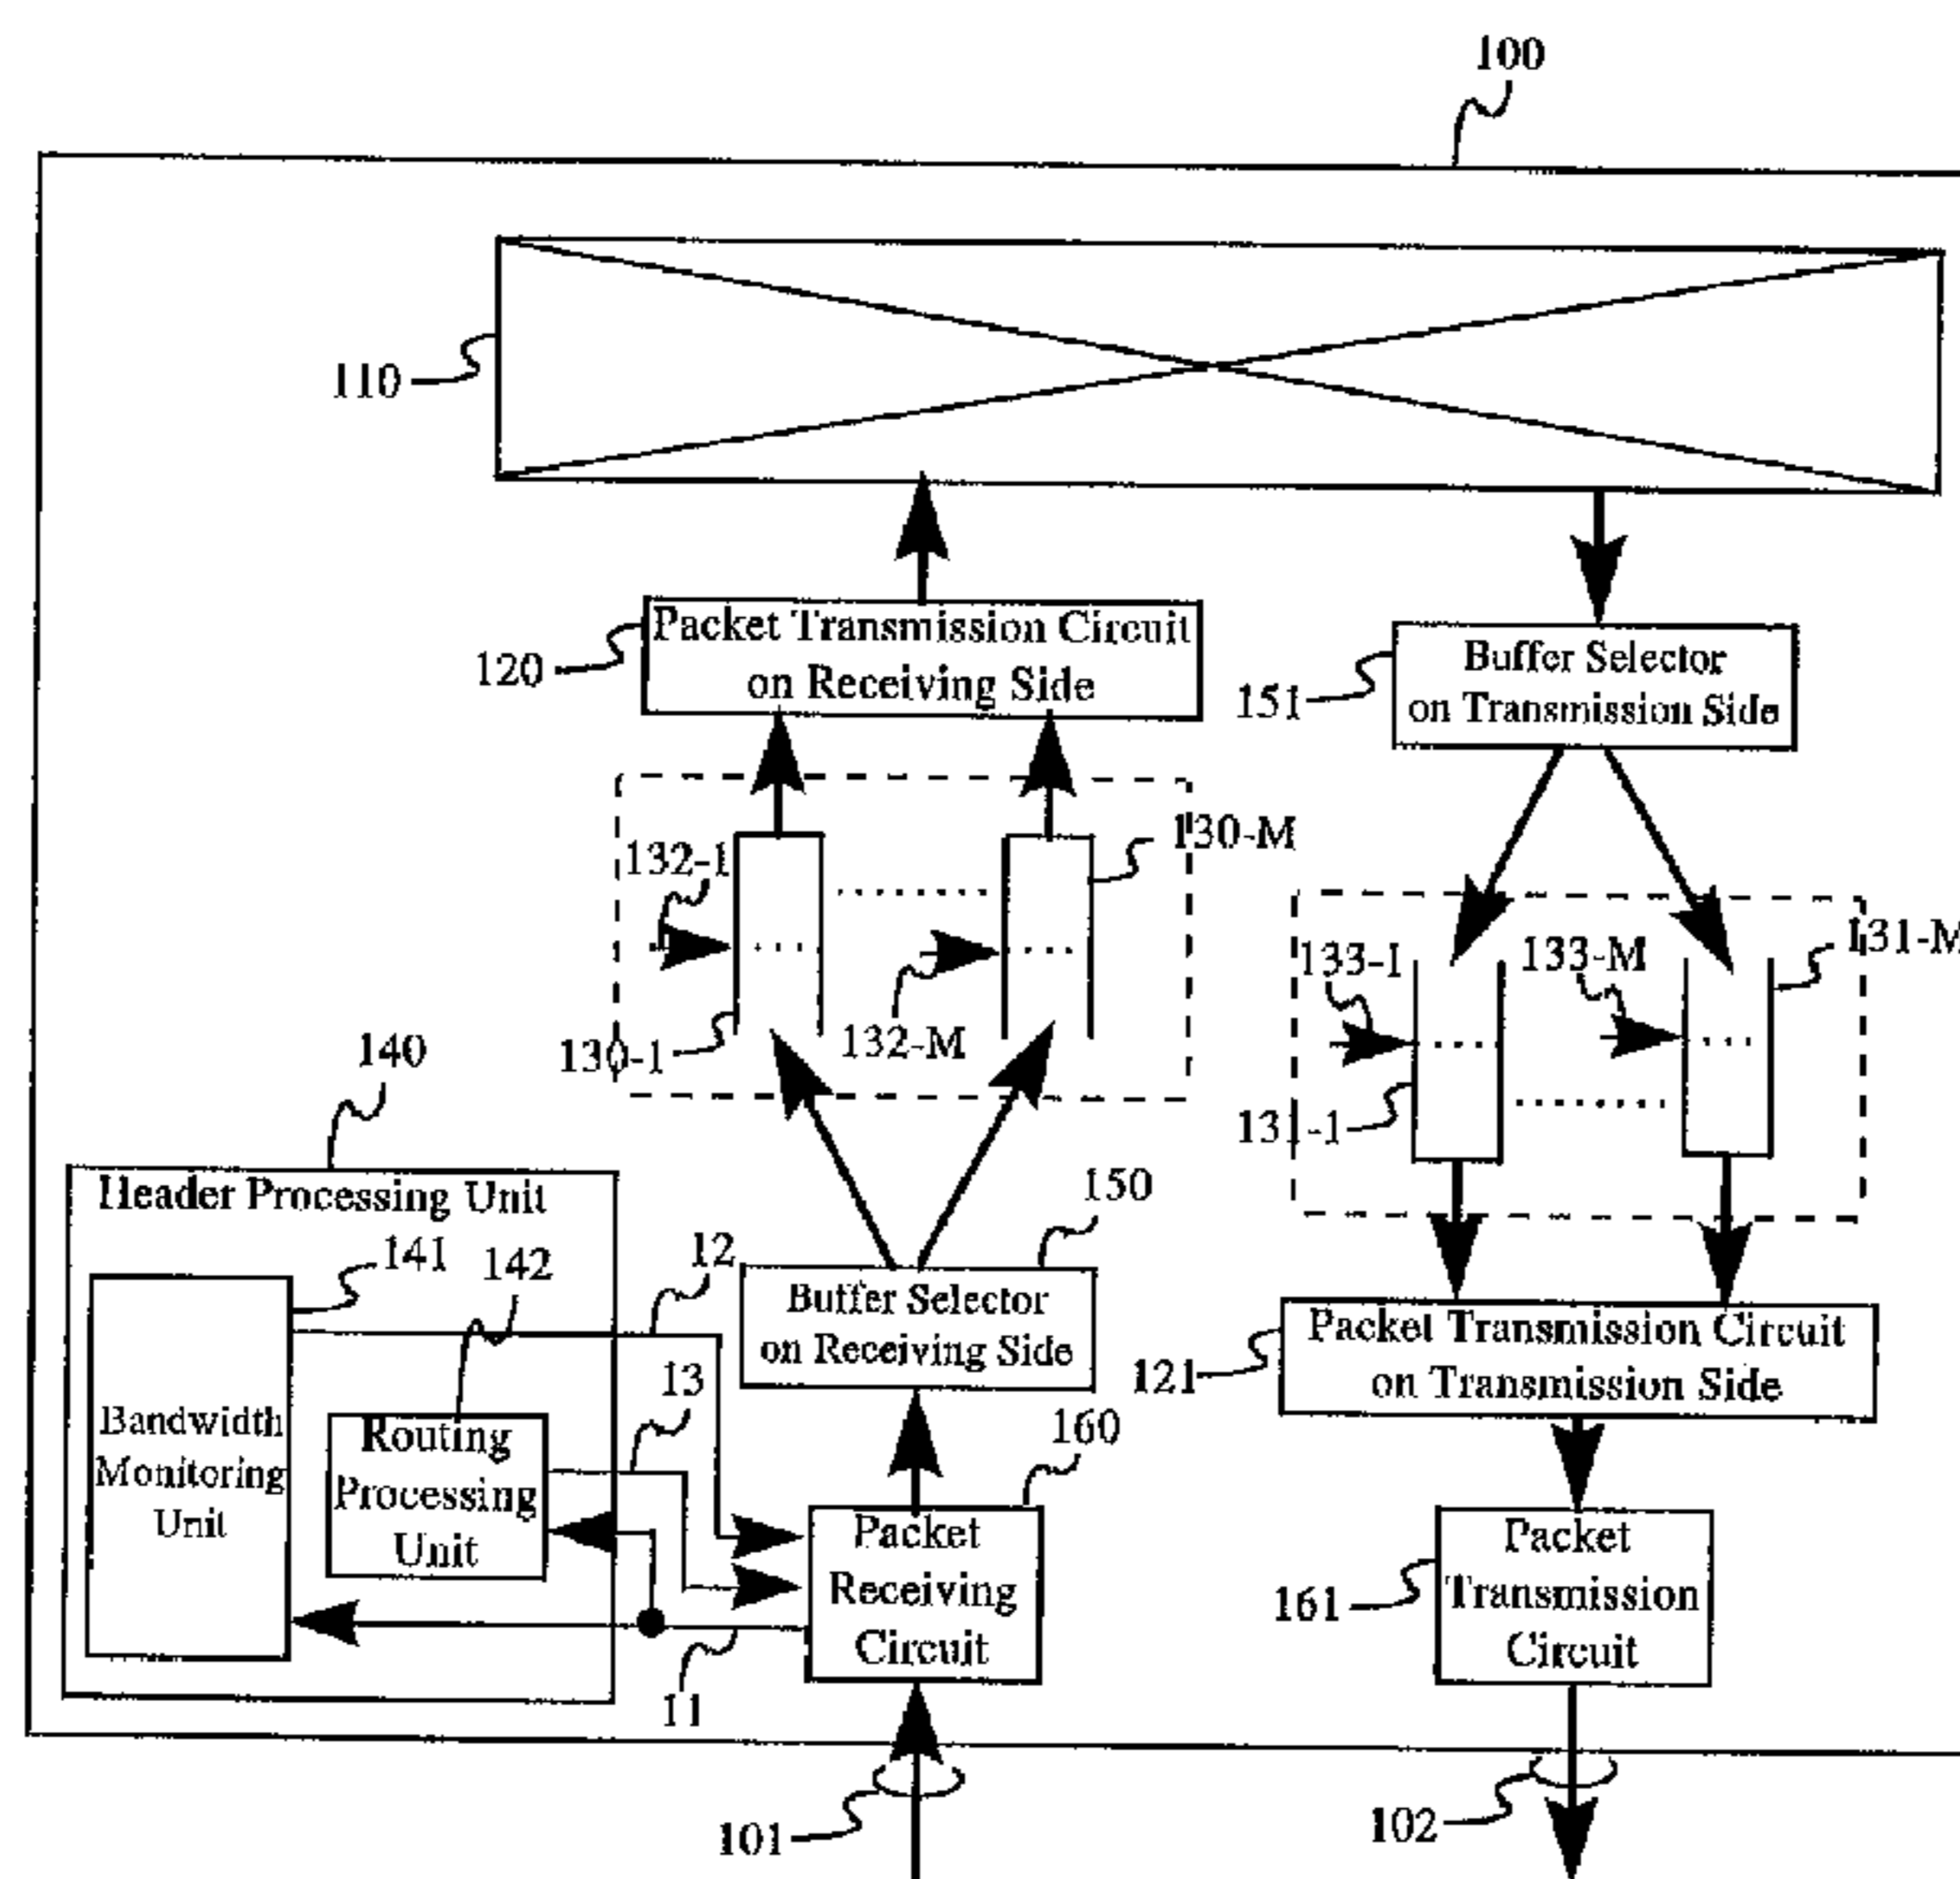 100
110
120
Packet Transmission Circuit
on Receiving Side
151
Buffer Selector
on Transmission Side
132-1
130-M
130-1
132-M
133-1
133-M
131-M
131-1
140
Header Processing Unit
141
142
12
13
11
Bandwidth
Monitoring
Unit
Routing
Processing
Unit
150
Buffer Selector
on Receiving Side
160
Packet
Receiving
Circuit
121
Packet Transmission Circuit
on Transmission Side
161
Packet
Transmission
Circuit
101
102